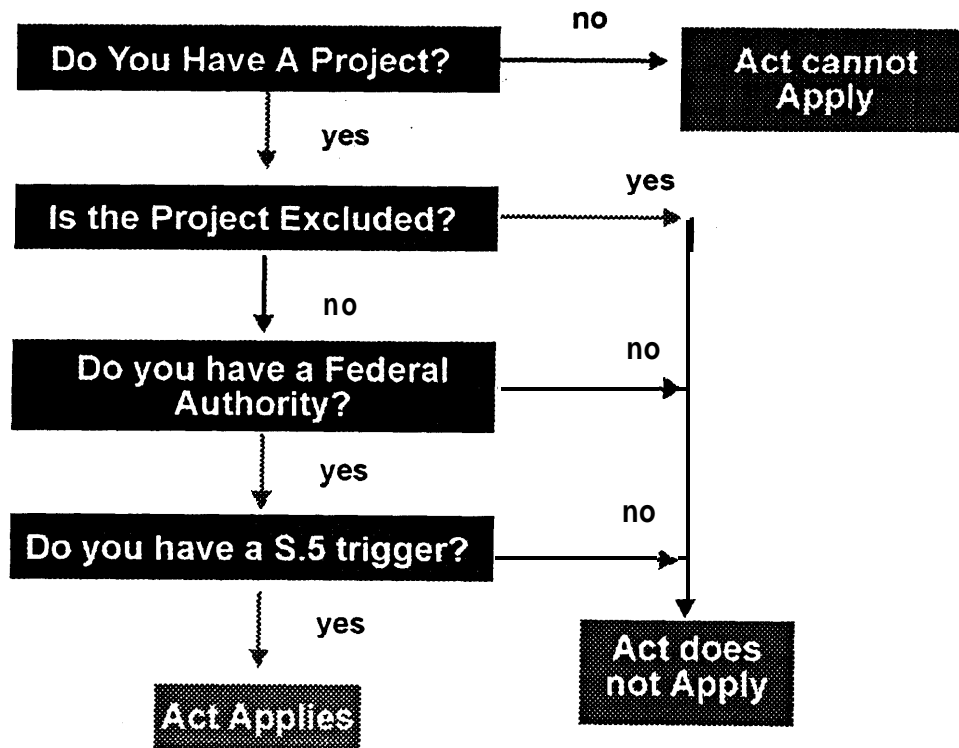 no
Do You Have A Project?
Act cannot
Apply
yes
yes
Is the Project Excluded?
no
no
Do you have a Federal
Authority?
yes
no
Do you have a S.5 trigger?
yes
Act does
not Apply
Act Applies